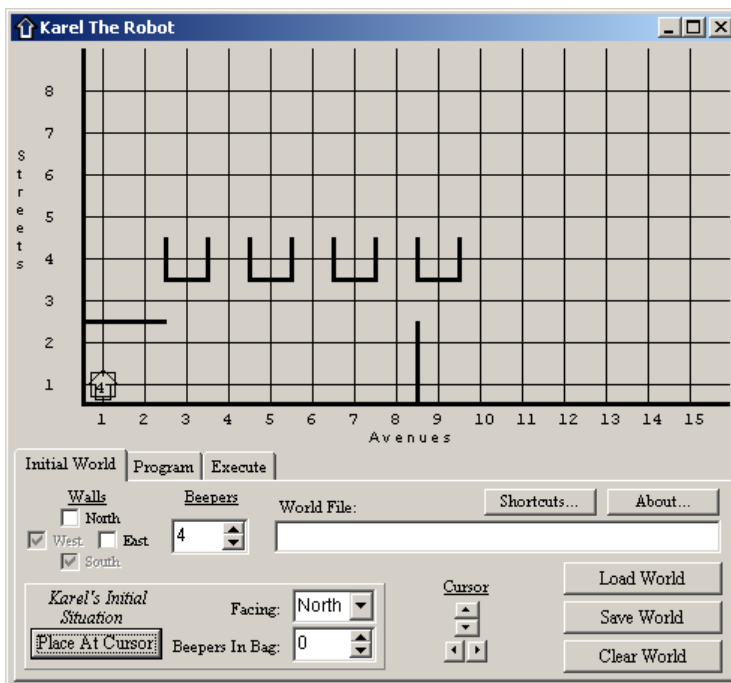 Karel The Robot
8
7
6
5
4
3
2
1
Streets
4
1 2 3 4 5 6 7 8 9 10 11 12 13 14 15
Avenues
Initial World Program Execute
Walls
North
West East
South
Beepers
4
World File:
Shortcuts... About...
Karel's Initial
Situation
Place At Cursor
Facing: North
Beepers In Bag: 0
Cursor
Load World
Save World
Clear World